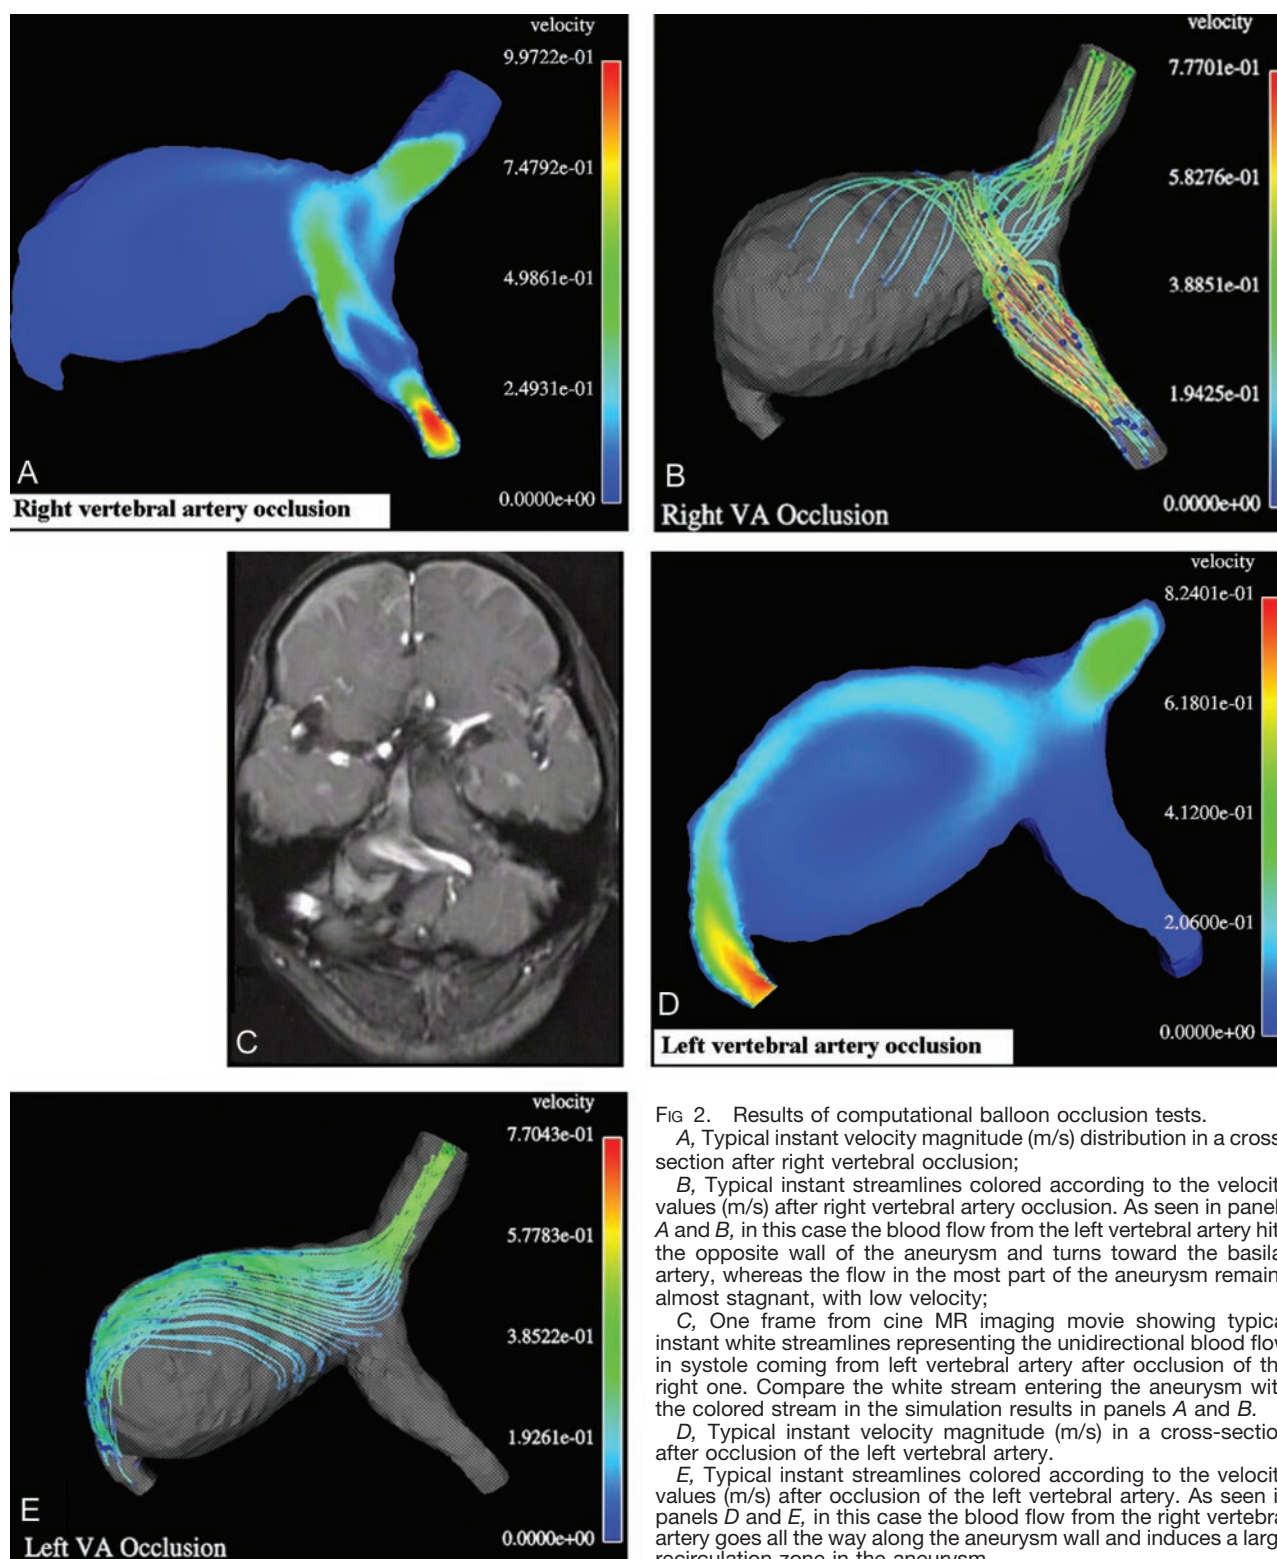 velocity
9.9722e-01
7.4792e-01
4.9861e-01
2.4931e-01
0.0000e+00
A
Right vertebral artery occlusion
velocity
7.7701e-01
5.8276e-01
3.8851e-01
1.9425e-01
0.0000e+00
B
Right VA Occlusion
C
velocity
8.2401e-01
6.1801e-01
4.1200e-01
2.0600e-01
0.0000e+00
D
Left vertebral artery occlusion
velocity
7.7043e-01
5.7783e-01
3.8522e-01
1.9261e-01
0.0000e+00
E
Left VA Occlusion
FIG 2. Results of computational balloon occlusion tests.
A, Typical instant velocity magnitude (m/s) distribution in a cross
section after right vertebral occlusion;
B, Typical instant streamlines colored according to the velocit
values (m/s) after right vertebral artery occlusion. As seen in panel
A and B, in this case the blood flow from the left vertebral artery hit
the opposite wall of the aneurysm and turns toward the basila
artery, whereas the flow in the most part of the aneurysm remain
almost stagnant, with low velocity;
C, One frame from cine MR imaging movie showing typica
instant white streamlines representing the unidirectional blood flow
in systole coming from left vertebral artery after occlusion of th
right one. Compare the white stream entering the aneurysm wit
the colored stream in the simulation results in panels A and B.
D, Typical instant velocity magnitude (m/s) in a cross-section
after occlusion of the left vertebral artery.
E, Typical instant streamlines colored according to the velocit
values (m/s) after occlusion of the left vertebral artery. As seen i
panels D and E, in this case the blood flow from the right vertebra
artery goes all the way along the aneurysm wall and induces a larg
recirculation zone in the aneurysm